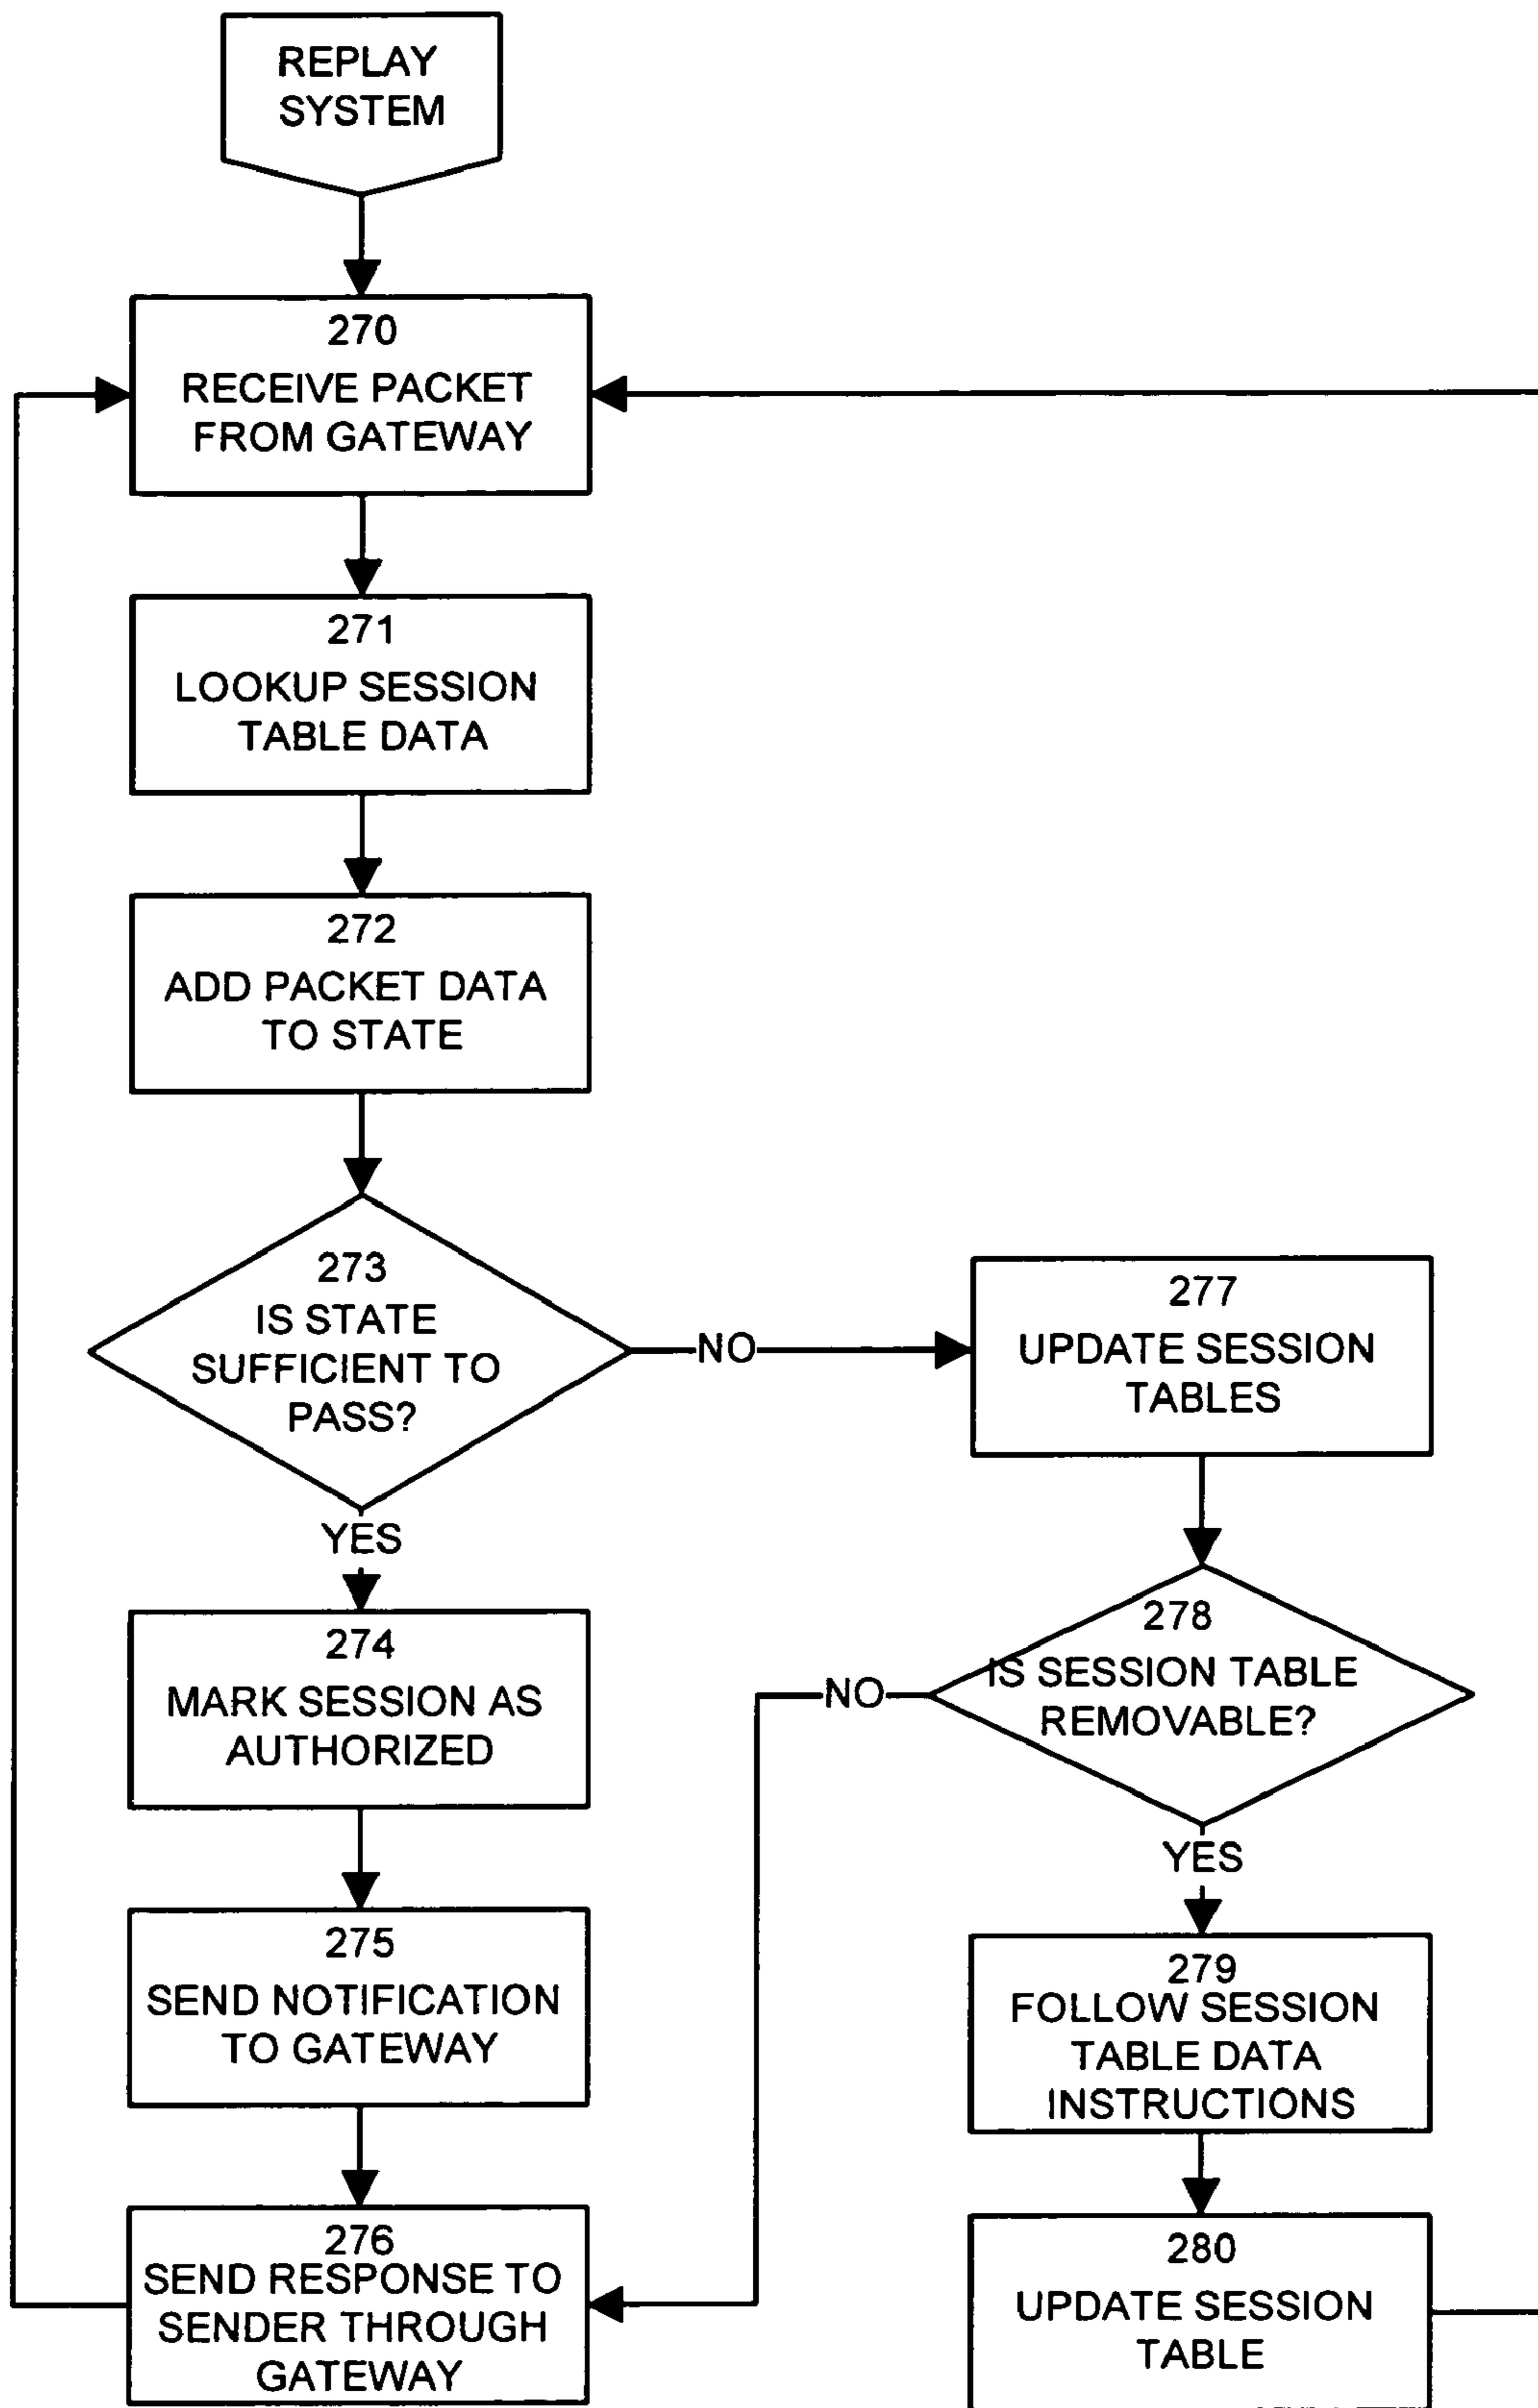 REPLAY
SYSTEM
270
RECEIVE PACKET
FROM GATEWAY
271
LOOKUP SESSION
TABLE DATA
272
ADD PACKET DATA
TO STATE
273
IS STATE
SUFFICIENT TO
PASS?
NO
YES
274
MARK SESSION AS
AUTHORIZED
275
SEND NOTIFICATION
TO GATEWAY
276
SEND RESPONSE TO
SENDER THROUGH
GATEWAY
277
UPDATE SESSION
TABLES
278
IS SESSION TABLE
REMOVABLE?
NO
YES
279
FOLLOW SESSION
TABLE DATA
INSTRUCTIONS
280
UPDATE SESSION
TABLE